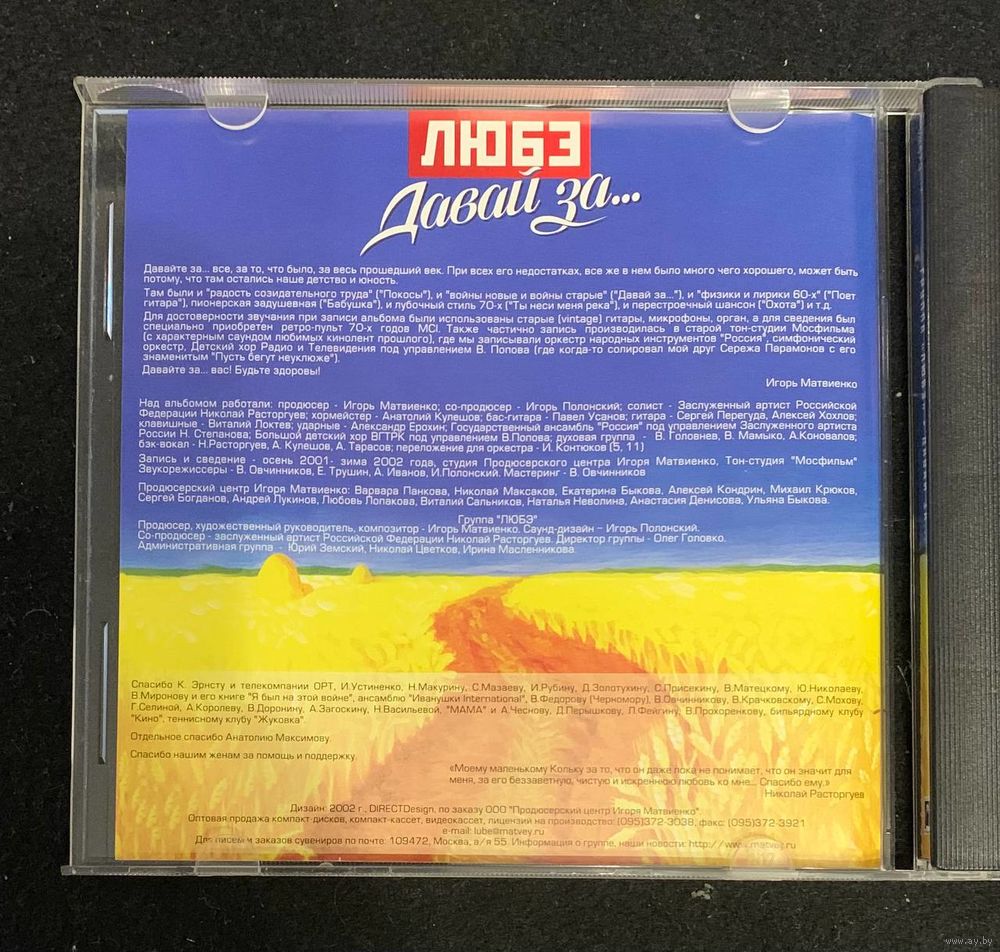 ЛЮБЭ
Давай за...
Давайте за... все, за то, что было, за весь прошедший век. При всех его недостатках, все же в нем было много чего хорошего, может быть
потому, что там остались наше детство и юность.
Там были и "радость созидательного труда" ("Покосы"), и "войны новые и войны старые" ("Давай за..."), и "физики и лирики 60-х" ("Поет
гитара"), пионерская задушевная ("Бабушка"), и лубочный стиль 70-х ("Ты неси меня река"), и перестроечный шансон ("Охота") и т.д.
Для достоверности звучания при записи альбома были использованы старые (vintage) гитары, микрофоны, орган, а для сведения был
специально приобретен ретро-пульт 70-х годов MCI. Также частично запись производилась в старой тон-студии Мосфильма
(с характерным саундом любимых кинолент прошлого), где мы записывали оркестр народных инструментов "Россия", симфонический
оркестр, Детский хор Радио и Телевидения под управлением В. Попова (где когда-то солировал мой друг Сережа Парамонов с его
знаменитым "Пусть бегут неуклюже").
Давайте за... вас! Будьте здоровы!
Игорь Матвиенко
Над альбомом работали: продюсер - Игорь Матвиенко; со-продюсер - Игорь Полонский; солист - Заслуженный артист Российской
Федерации Николай Расторгуев; хормейстер - Анатолий Кулешов; бас-гитара - Павел Усанов; гитара - Сергей Перегуда, Алексей Хохлов;
клавишные - Виталий Локтев; ударные - Александр Ерохин; Государственный ансамбль "Россия" под управлением Заслуженного артиста
России Н. Степанова; Большой детский хор ВГТРК под управлением В.Попова; духовая группа - В. Головнев, В. Мамыко, А.Коновалов;
бэк-вокал - Н.Расторгуев, А. Кулешов, А. Тарасов; переложение для оркестра - И. Контюков (5, 11)
Запись и сведение - осень 2001- зима 2002 года, студия Продюсерского центра Игоря Матвиенко, Тон-студия "Мосфильм"
Звукорежиссеры - В. Овчинников, Е. Трушин, А. Иванов, И.Полонский. Мастеринг - В. Овчинников
Продюсерский центр Игоря Матвиенко: Варвара Панкова, Николай Максаков, Екатерина Быкова, Алексей Кондрин, Михаил Крюков,
Сергей Богданов, Андрей Лукинов, Любовь Лопакова, Виталий Сальников, Наталья Неволина, Анастасия Денисова, Ульяна Быкова.
Группа "ЛЮБЭ"
Продюсер, художественный руководитель, композитор - Игорь Матвиенко. Саунд-дизайн – Игорь Полонский.
Со-продюсер - заслуженный артист Российской Федерации Николай Расторгуев. Директор группы - Олег Головко.
Административная группа - Юрий Земский, Николай Цветков, Ирина Масленникова.
Спасибо К. Эрнсту и телекомпании ОРТ, И.Устиненко, Н.Макурину, С.Мазаеву, И.Рубину, Д.Золотухину, С.Присекину, В.Матецкому, Ю.Николаеву,
В.Миронову и его книге "Я был на этой войне", ансамблю "Иванушки International", В.Федорову (Черномору), В.Овчинникову, В.Крачковскому, С.Мохову,
Г.Селиной, А.Королеву, В.Доронину, А.Загоскину, Н.Васильевой, "МАМА" и А.Чеснову, Д.Перышкову, Л.Фейгину, В.Прохоренкову, бильярдному клубу
"Кино", теннисному клубу "Жуковка".
Отдельное спасибо Анатолию Максимову.
Спасибо нашим женам за помощь и поддержку.
«Моему маленькому Кольку за то, что он даже пока не понимает, что он значит для
меня, за его беззаветную, чистую и искреннюю любовь ко мне... Спасибо ему.»
Николай Расторгуев
Дизайн: 2002 г., DIRECTDesign, по заказу ООО "Продюсерский центр Игоря Матвиенко"
Оптовая продажа компакт-дисков, компакт-кассет, видеокассет, лицензии на производство: (095)372-3038, факс: (095)372-3921
e-mail: lube@matvey.ru
Для писем и заказов сувениров по почте: 109472, Москва, а/я 55. Информация о группе, наши новости: http://www.matvey.ru
www.ay.by